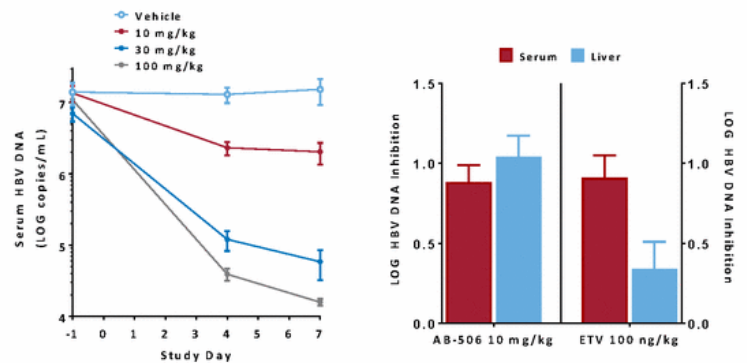 Vehicle
10 mg/kg
30 mg/kg
100 mg/kg
Serum HBV DNA
(LOG copies/mL)
7
6
5
4
-1 0 1 2 3 4 5 6 7
Study Day
Serum Liver
LOG HBV DNA Inhibition
1.5
1.0
0.5
0.0
1.5
1.0
0.5
0.0
LOG HBV DNA Inhibition
AB-506 10 mg/kg ETV 100 ng/kg